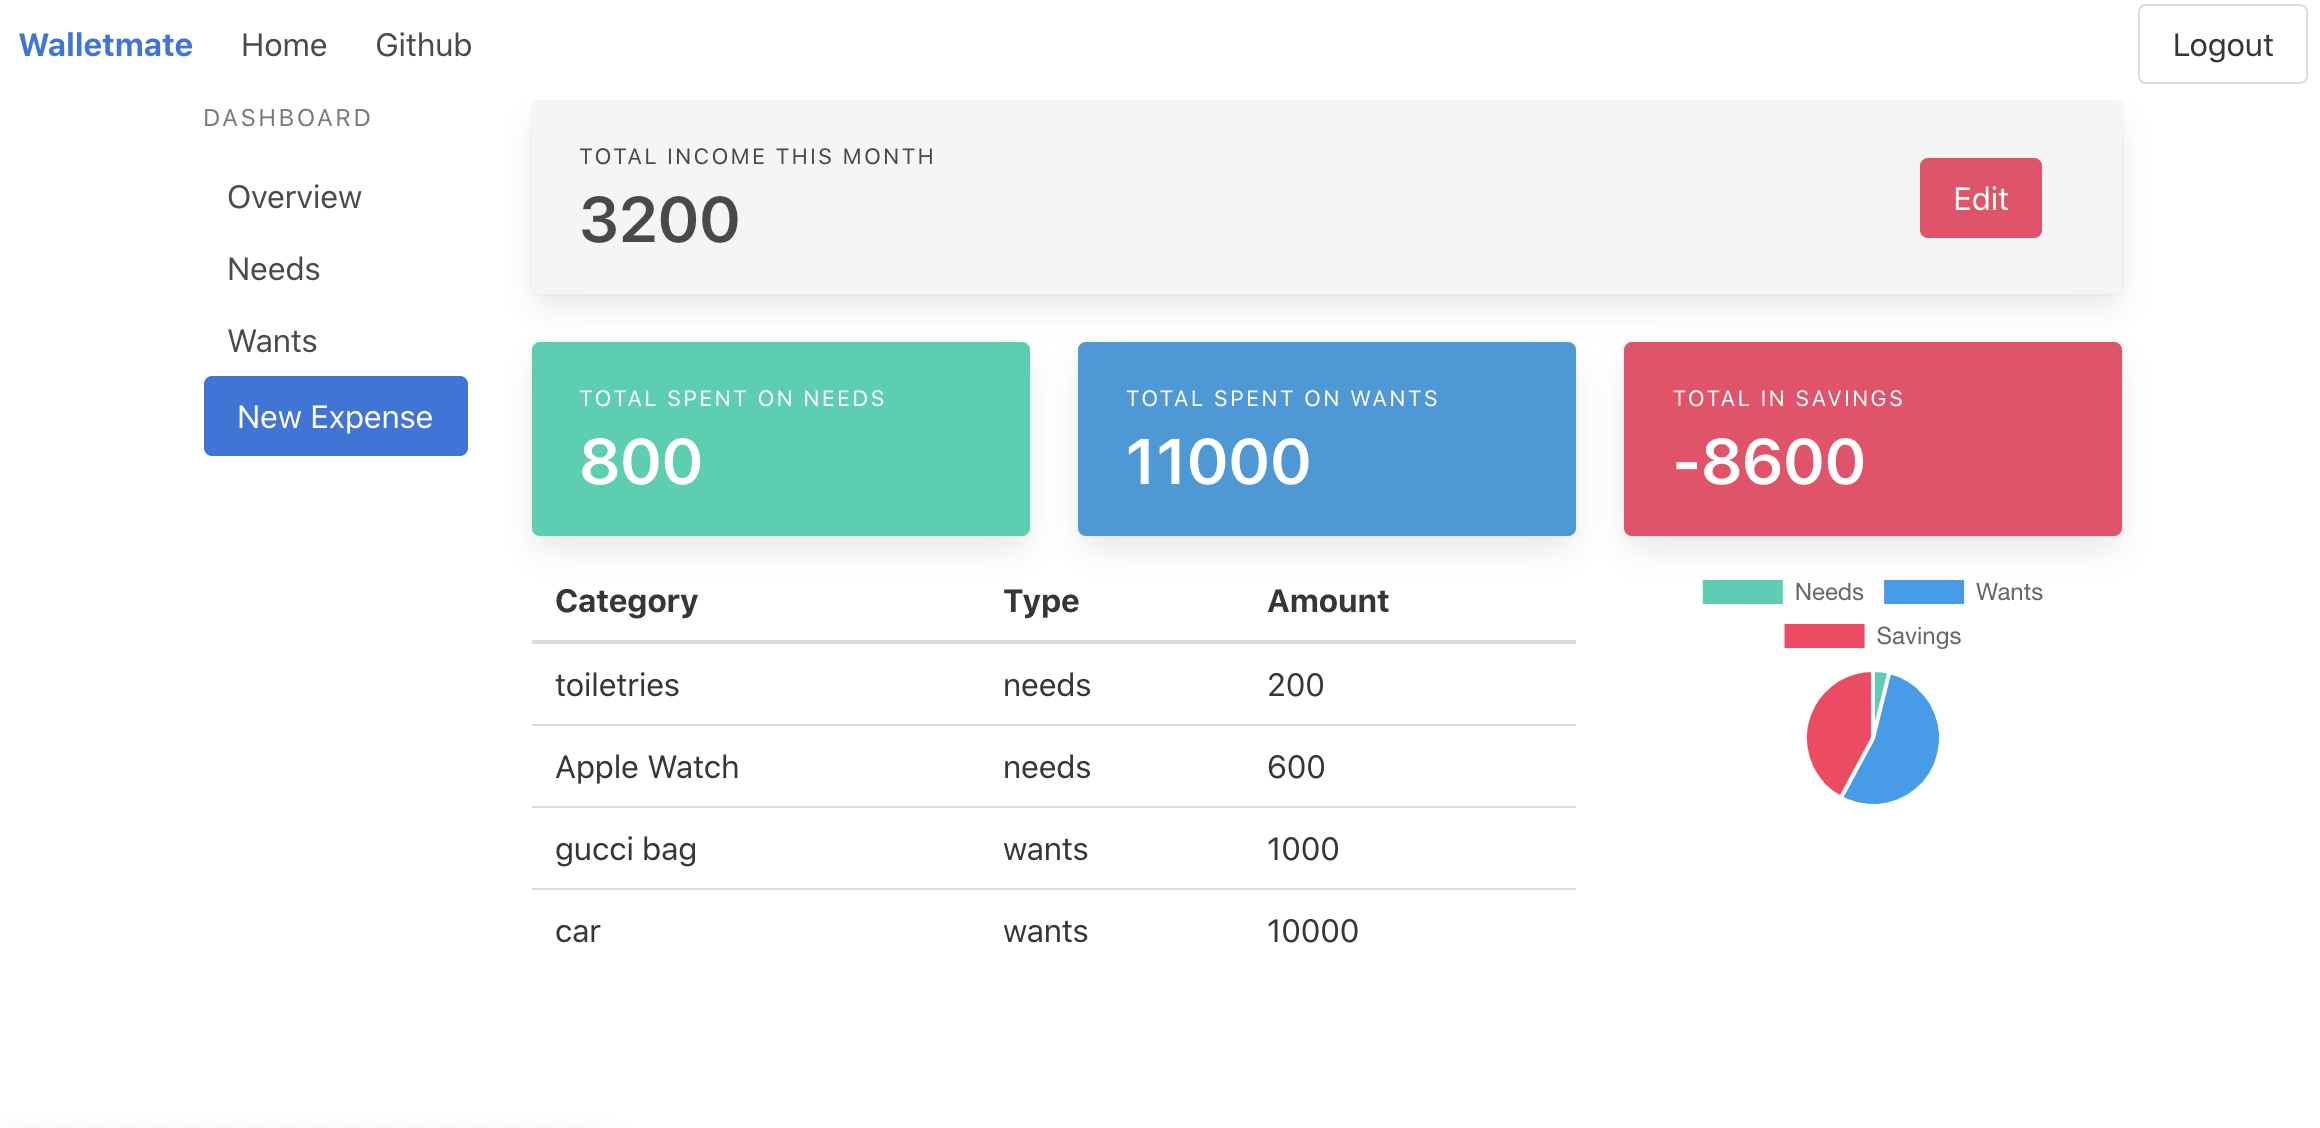 Walletmate Home Github Logout
DASHBOARD
Overview
Needs
Wants
New Expense
TOTAL INCOME THIS MONTH
3200
Edit
TOTAL SPENT ON NEEDS
800
TOTAL SPENT ON WANTS
11000
TOTAL IN SAVINGS
-8600
Category Type Amount
toiletries needs 200
Apple Watch needs 600
gucci bag wants 1000
car wants 10000
Needs Wants
Savings